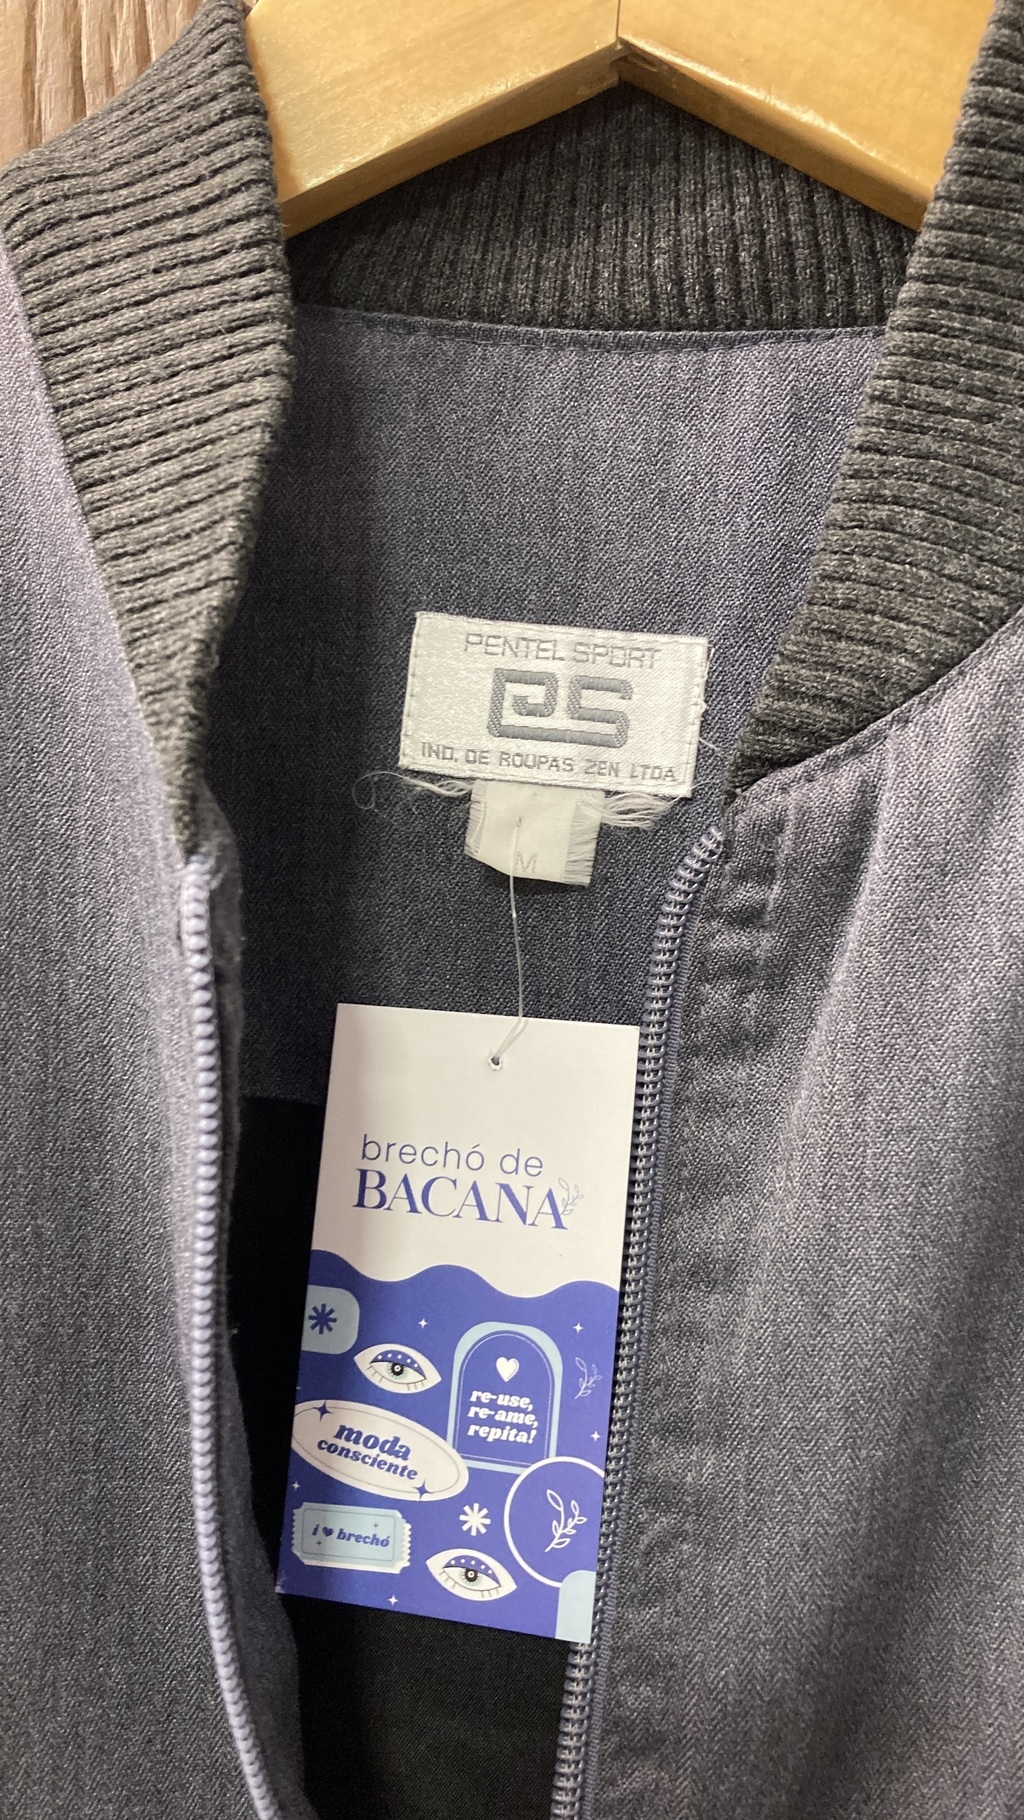 PENTEL SPORT
PS
IND. DE ROUPAS ZEN LTDA
M
brechó de
BACANA
re-use,
re-ame,
repita!
moda
consciente
i ♥ brechó